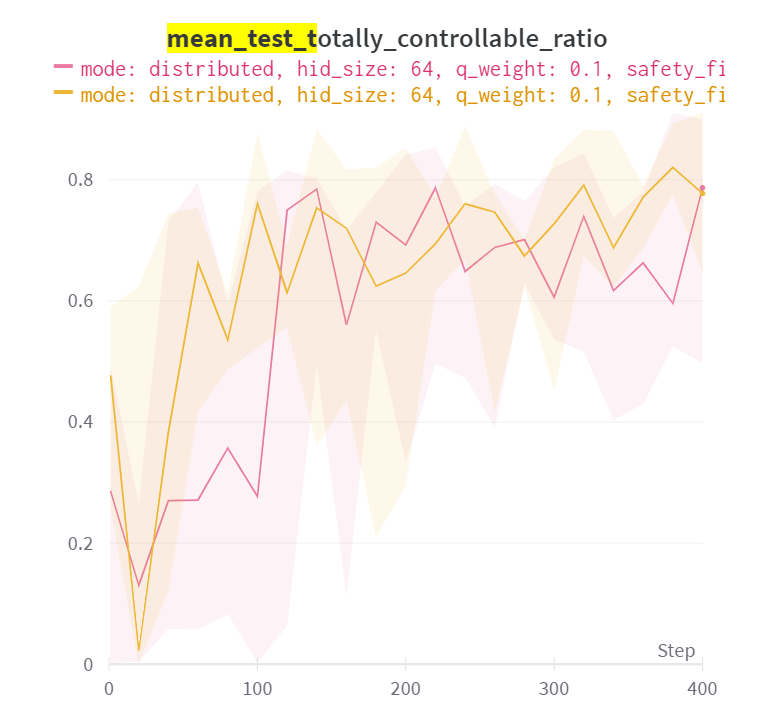 mean_test_totally_controllable_ratio
mode: distributed, hid_size: 64, q_weight: 0.1, safety_fi
mode: distributed, hid_size: 64, q_weight: 0.1, safety_fi
0.8
0.6
0.4
0.2
0
Step
0 100 200 300 400